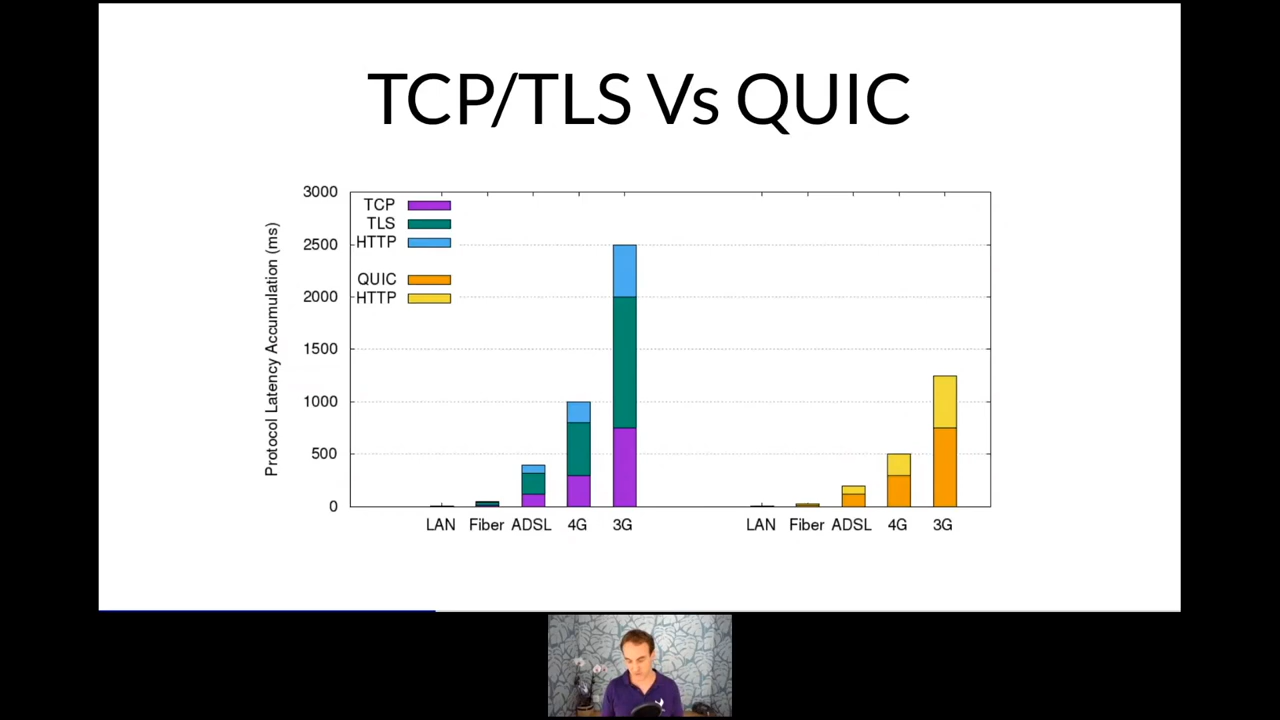 TCP/TLS Vs QUIC
Protocol Latency Accumulation (ms)
3000
2500
2000
1500
1000
500
0
TCP
TLS
HTTP
QUIC
HTTP
LAN Fiber ADSL 4G 3G
LAN Fiber ADSL 4G 3G